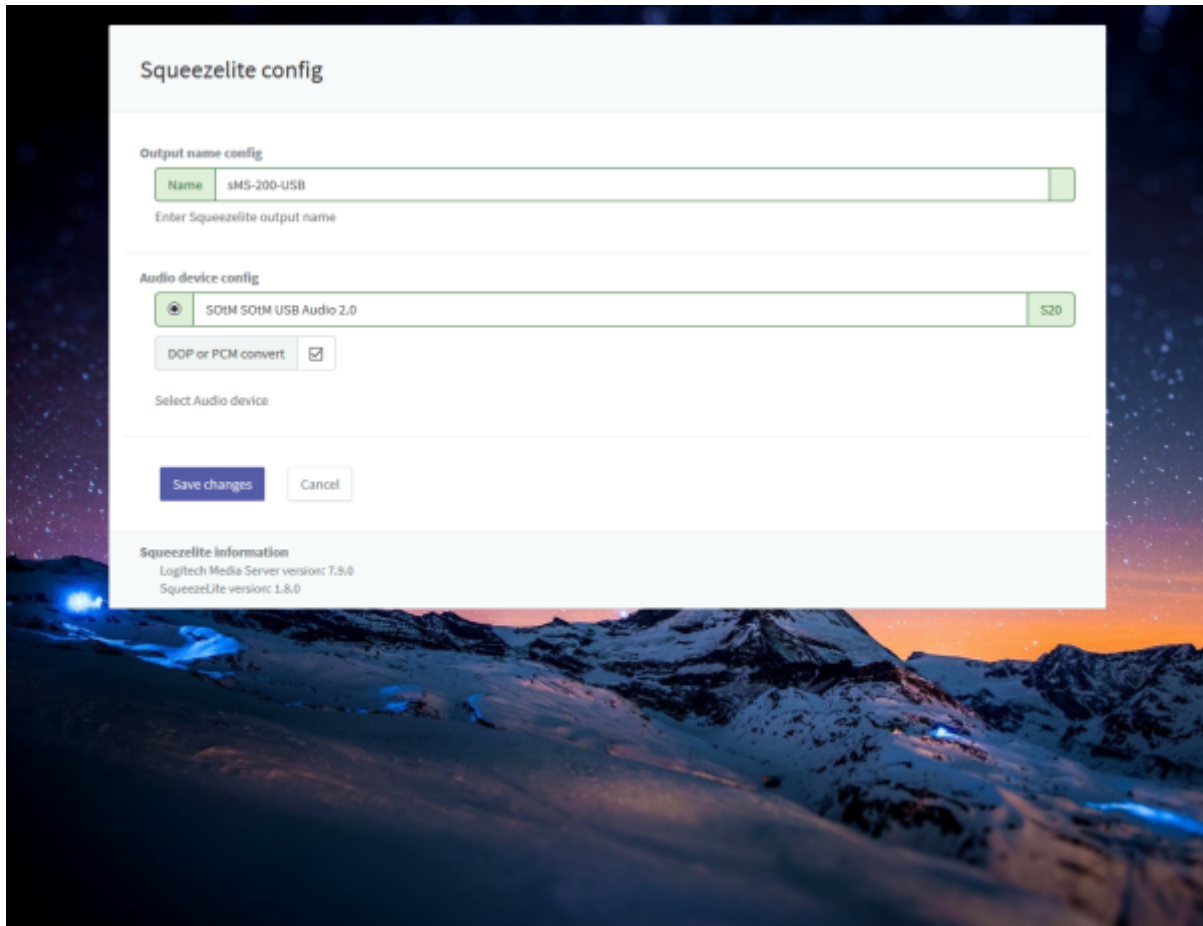 Squeezelite config
Output name config
Name sMS-200-USB
Enter Squeezelite output name
Audio device config
SOtM SOtM USB Audio 2.0 S20
DOP or PCM convert
Select Audio device
Save changes Cancel
Squeezelite information
Logitech Media Server version: 7.9.0
SqueezeLite version: 1.8.0